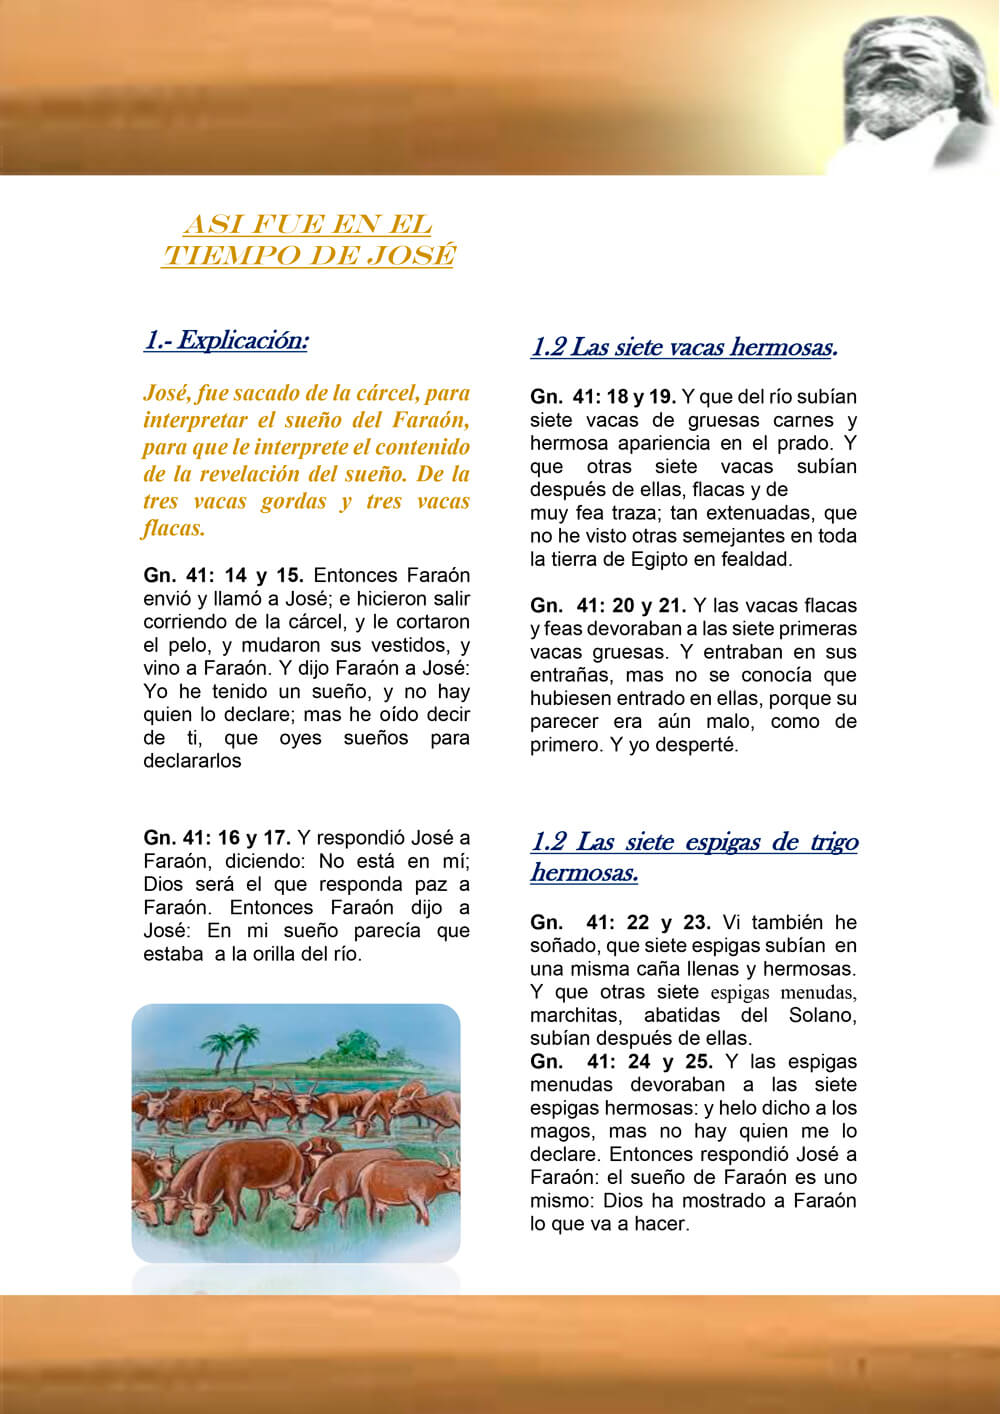 ASI FUE EN EL
TIEMPO DE JOSÉ
1.- Explicación:
José, fue sacado de la cárcel, para
interpretar el sueño del Faraón,
para que le interprete el contenido
de la revelación del sueño. De la
tres vacas gordas y tres vacas
flacas.
Gn. 41: 14 y 15. Entonces Faraón
envió y llamó a José; e hicieron salir
corriendo de la cárcel, y le cortaron
el pelo, y mudaron sus vestidos, y
vino a Faraón. Y dijo Faraón a José:
Yo he tenido un sueño, y no hay
quien lo declare; mas he oído decir
de ti, que oyes sueños para
declararlos
Gn. 41: 16 y 17. Y respondió José a
Faraón, diciendo: No está en mí;
Dios será el que responda paz a
Faraón. Entonces Faraón dijo a
José: En mi sueño parecía que
estaba a la orilla del río.
1.2 Las siete vacas hermosas.
Gn. 41: 18 y 19. Y que del río subían
siete vacas de gruesas carnes y
hermosa apariencia en el prado. Y
que otras siete vacas subían
después de ellas, flacas y de
muy fea traza; tan extenuadas, que
no he visto otras semejantes en toda
la tierra de Egipto en fealdad.
Gn. 41: 20 y 21. Y las vacas flacas
y feas devoraban a las siete primeras
vacas gruesas. Y entraban en sus
entrañas, mas no se conocía que
hubiesen entrado en ellas, porque su
parecer era aún malo, como de
primero. Y yo desperté.
1.2 Las siete espigas de trigo
hermosas.
Gn. 41: 22 y 23. Vi también he
soñado, que siete espigas subían en
una misma caña llenas y hermosas.
Y que otras siete espigas menudas,
marchitas, abatidas del Solano,
subían después de ellas.
Gn. 41: 24 y 25. Y las espigas
menudas devoraban a las siete
espigas hermosas: y helo dicho a los
magos, mas no hay quien me lo
declare. Entonces respondió José a
Faraón: el sueño de Faraón es uno
mismo: Dios ha mostrado a Faraón
lo que va a hacer.